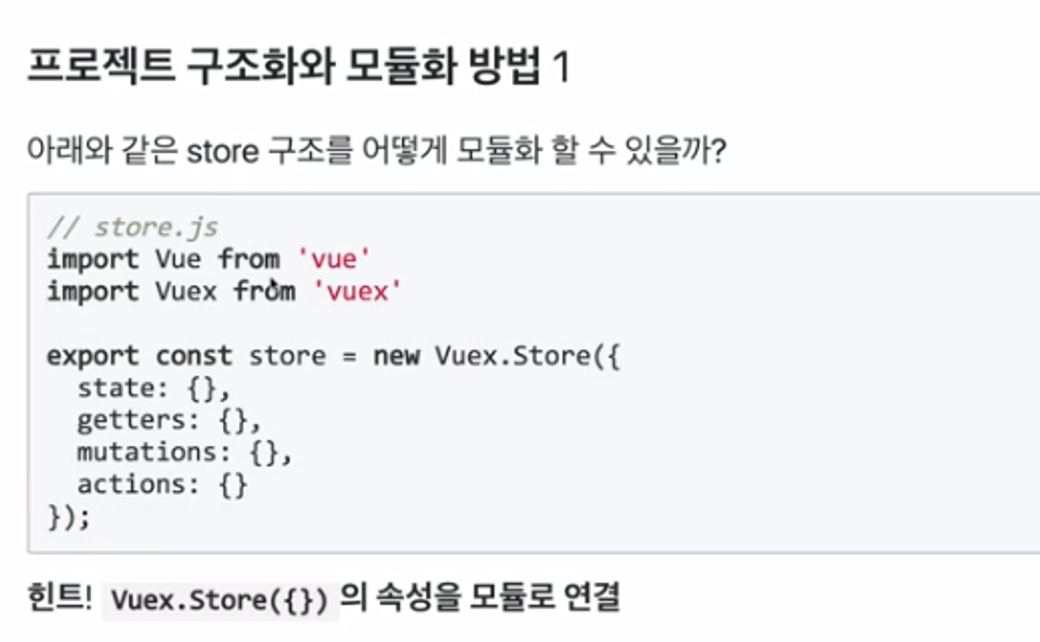 프로젝트 구조화와 모듈화 방법 1
아래와 같은 store 구조를 어떻게 모듈화 할 수 있을까?
// store.js
import Vue from 'vue'
import Vuex from 'vuex'
export const store = new Vuex.Store({
  state: {},
  getters: {},
  mutations: {},
  actions: {}
});
힌트! Vuex.Store({}) 의 속성을 모듈로 연결